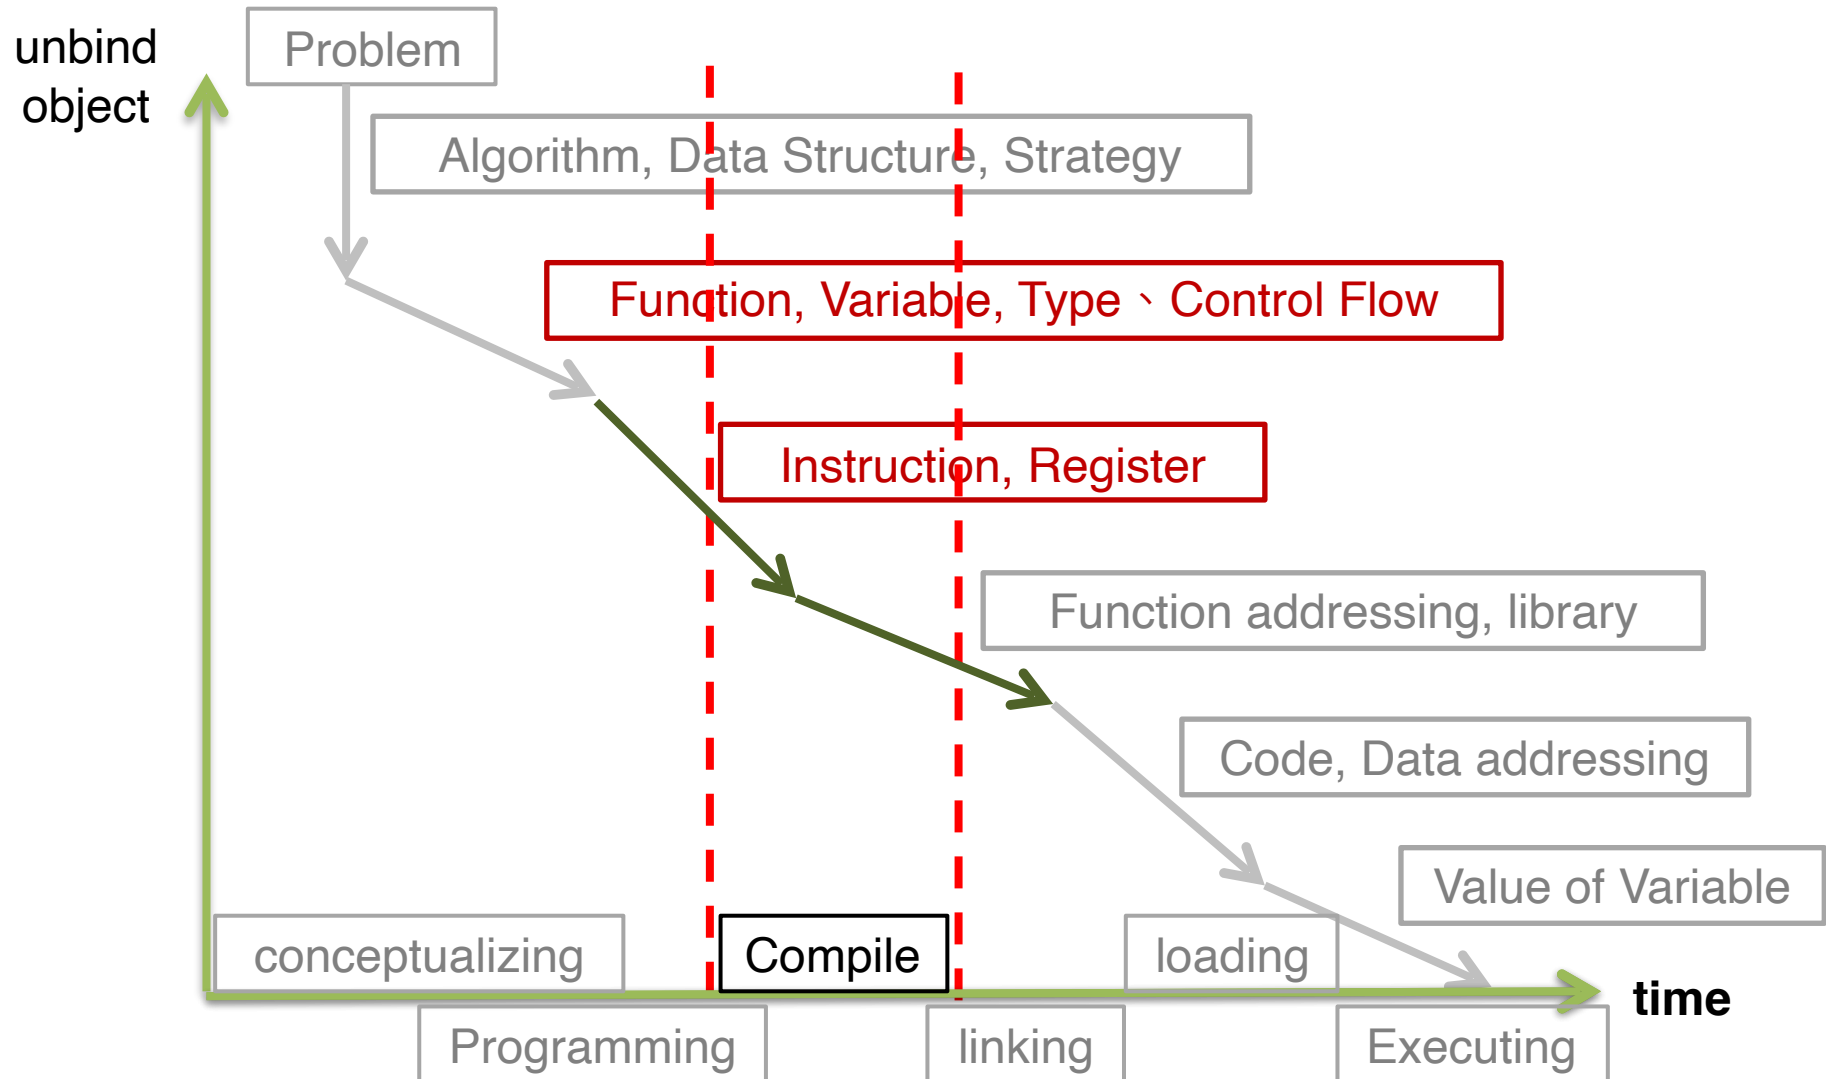 unbind
object
Problem
Algorithm, Data Structure, Strategy
Function, Variable, Type、Control Flow
Instruction, Register
Function addressing, library
Code, Data addressing
Value of Variable
conceptualizing
Compile
loading
time
Programming
linking
Executing